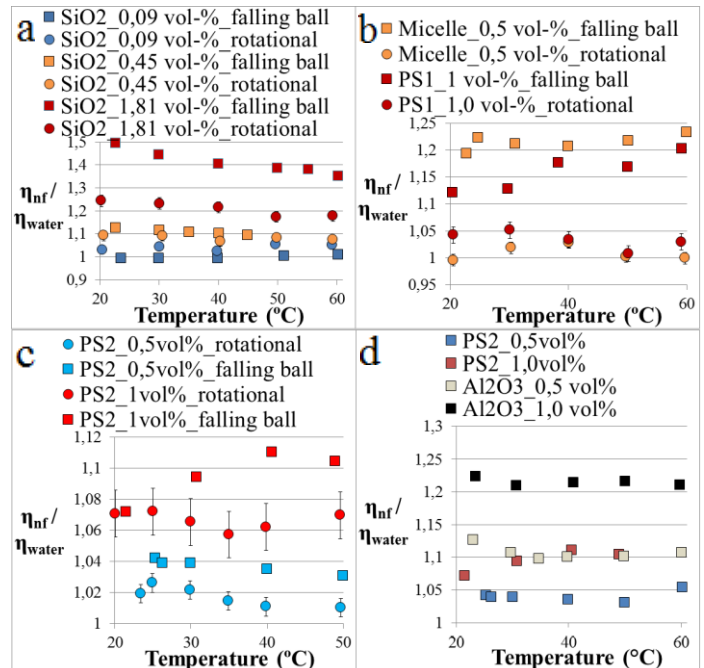 a
SiO2_0,09 vol-%_falling ball
SiO2_0,09 vol-%_rotational
SiO2_0,45 vol-%_falling ball
SiO2_0,45 vol-%_rotational
SiO2_1,81 vol-%_falling ball
SiO2_1,81 vol-%_rotational
1,5
1,4
1,3
1,2
1,1
1
0,9
ηnf/
ηwater
20 30 40 50 60
Temperature (ºC)
b
Micelle_0,5 vol-%_falling ball
Micelle_0,5 vol-%_rotational
PS1_1 vol-%_falling ball
PS1_1,0 vol-%_rotational
1,25
1,2
1,15
1,1
1,05
1
0,95
ηnf/
ηwater
20 30 40 50 60
Temperature (ºC)
c
PS2_0,5vol%_rotational
PS2_0,5vol%_falling ball
PS2_1vol%_rotational
PS2_1vol%_falling ball
1,12
1,1
1,08
1,06
1,04
1,02
1
ηnf/
ηwater
20 30 40 50
Temperature (ºC)
d
PS2_0,5vol%
PS2_1,0vol%
Al2O3_0,5 vol%
Al2O3_1,0 vol%
1,3
1,25
1,2
1,15
1,1
1,05
1
ηnf/
ηwater
20 40 60
Temperature (°C)